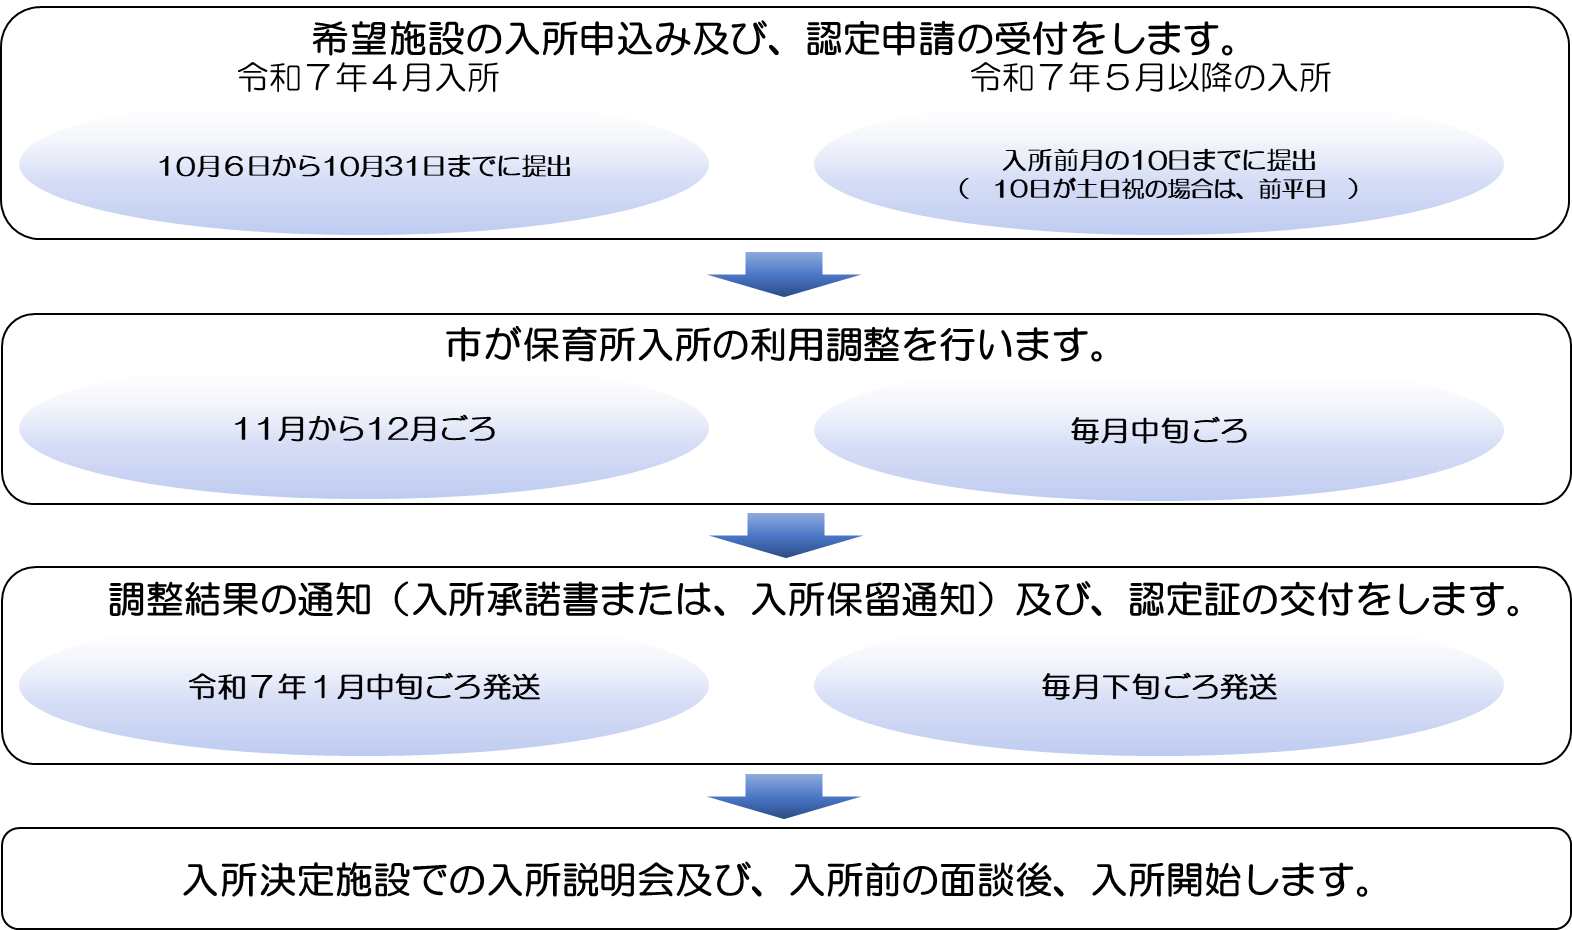 希望施設の入所申込み及び、認定申請の受付をします。
令和７年４月入所
令和７年５月以降の入所
10月６日から10月31日までに提出
入所前月の10日までに提出
（　10日が土日祝の場合は、前平日　）
市が保育所入所の利用調整を行います。
11月から12月ごろ
毎月中旬ごろ
調整結果の通知（入所承諾書または、入所保留通知）及び、認定証の交付をします。
令和７年１月中旬ごろ発送
毎月下旬ごろ発送
入所決定施設での入所説明会及び、入所前の面談後、入所開始します。